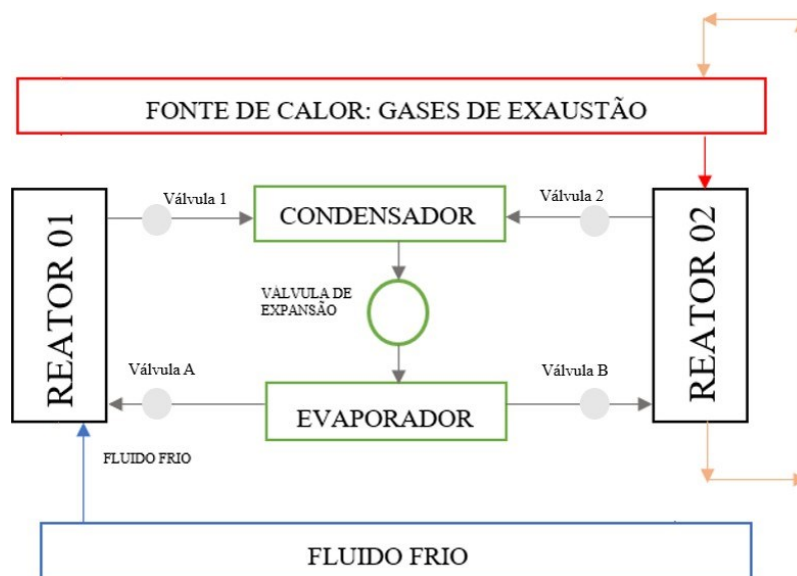 FONTE DE CALOR: GASES DE EXAUSTÃO
Válvula 1
Válvula 2
REATOR 01
CONDENSADOR
REATOR 02
VÁLVULA DE
EXPANSÃO
Válvula A
Válvula B
EVAPORADOR
FLUIDO FRIO
FLUIDO FRIO